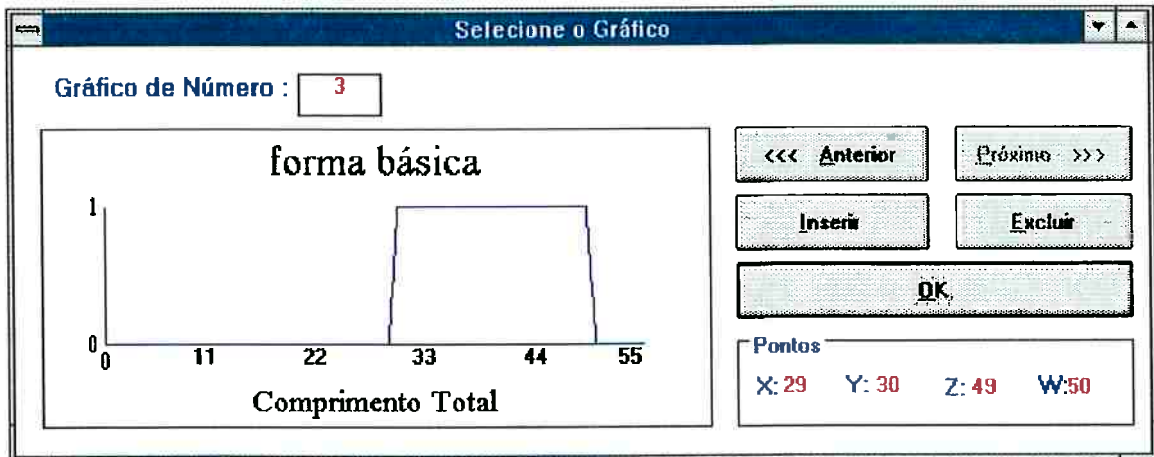 Selecione o Gráfico
Gráfico de Número : 3
forma básica
1
0
0 11 22 33 44 55
Comprimento Total
<<< Anterior
Próximo >>>
Inserir
Excluir
OK
Pontos
X: 29 Y: 30 Z: 49 W:50